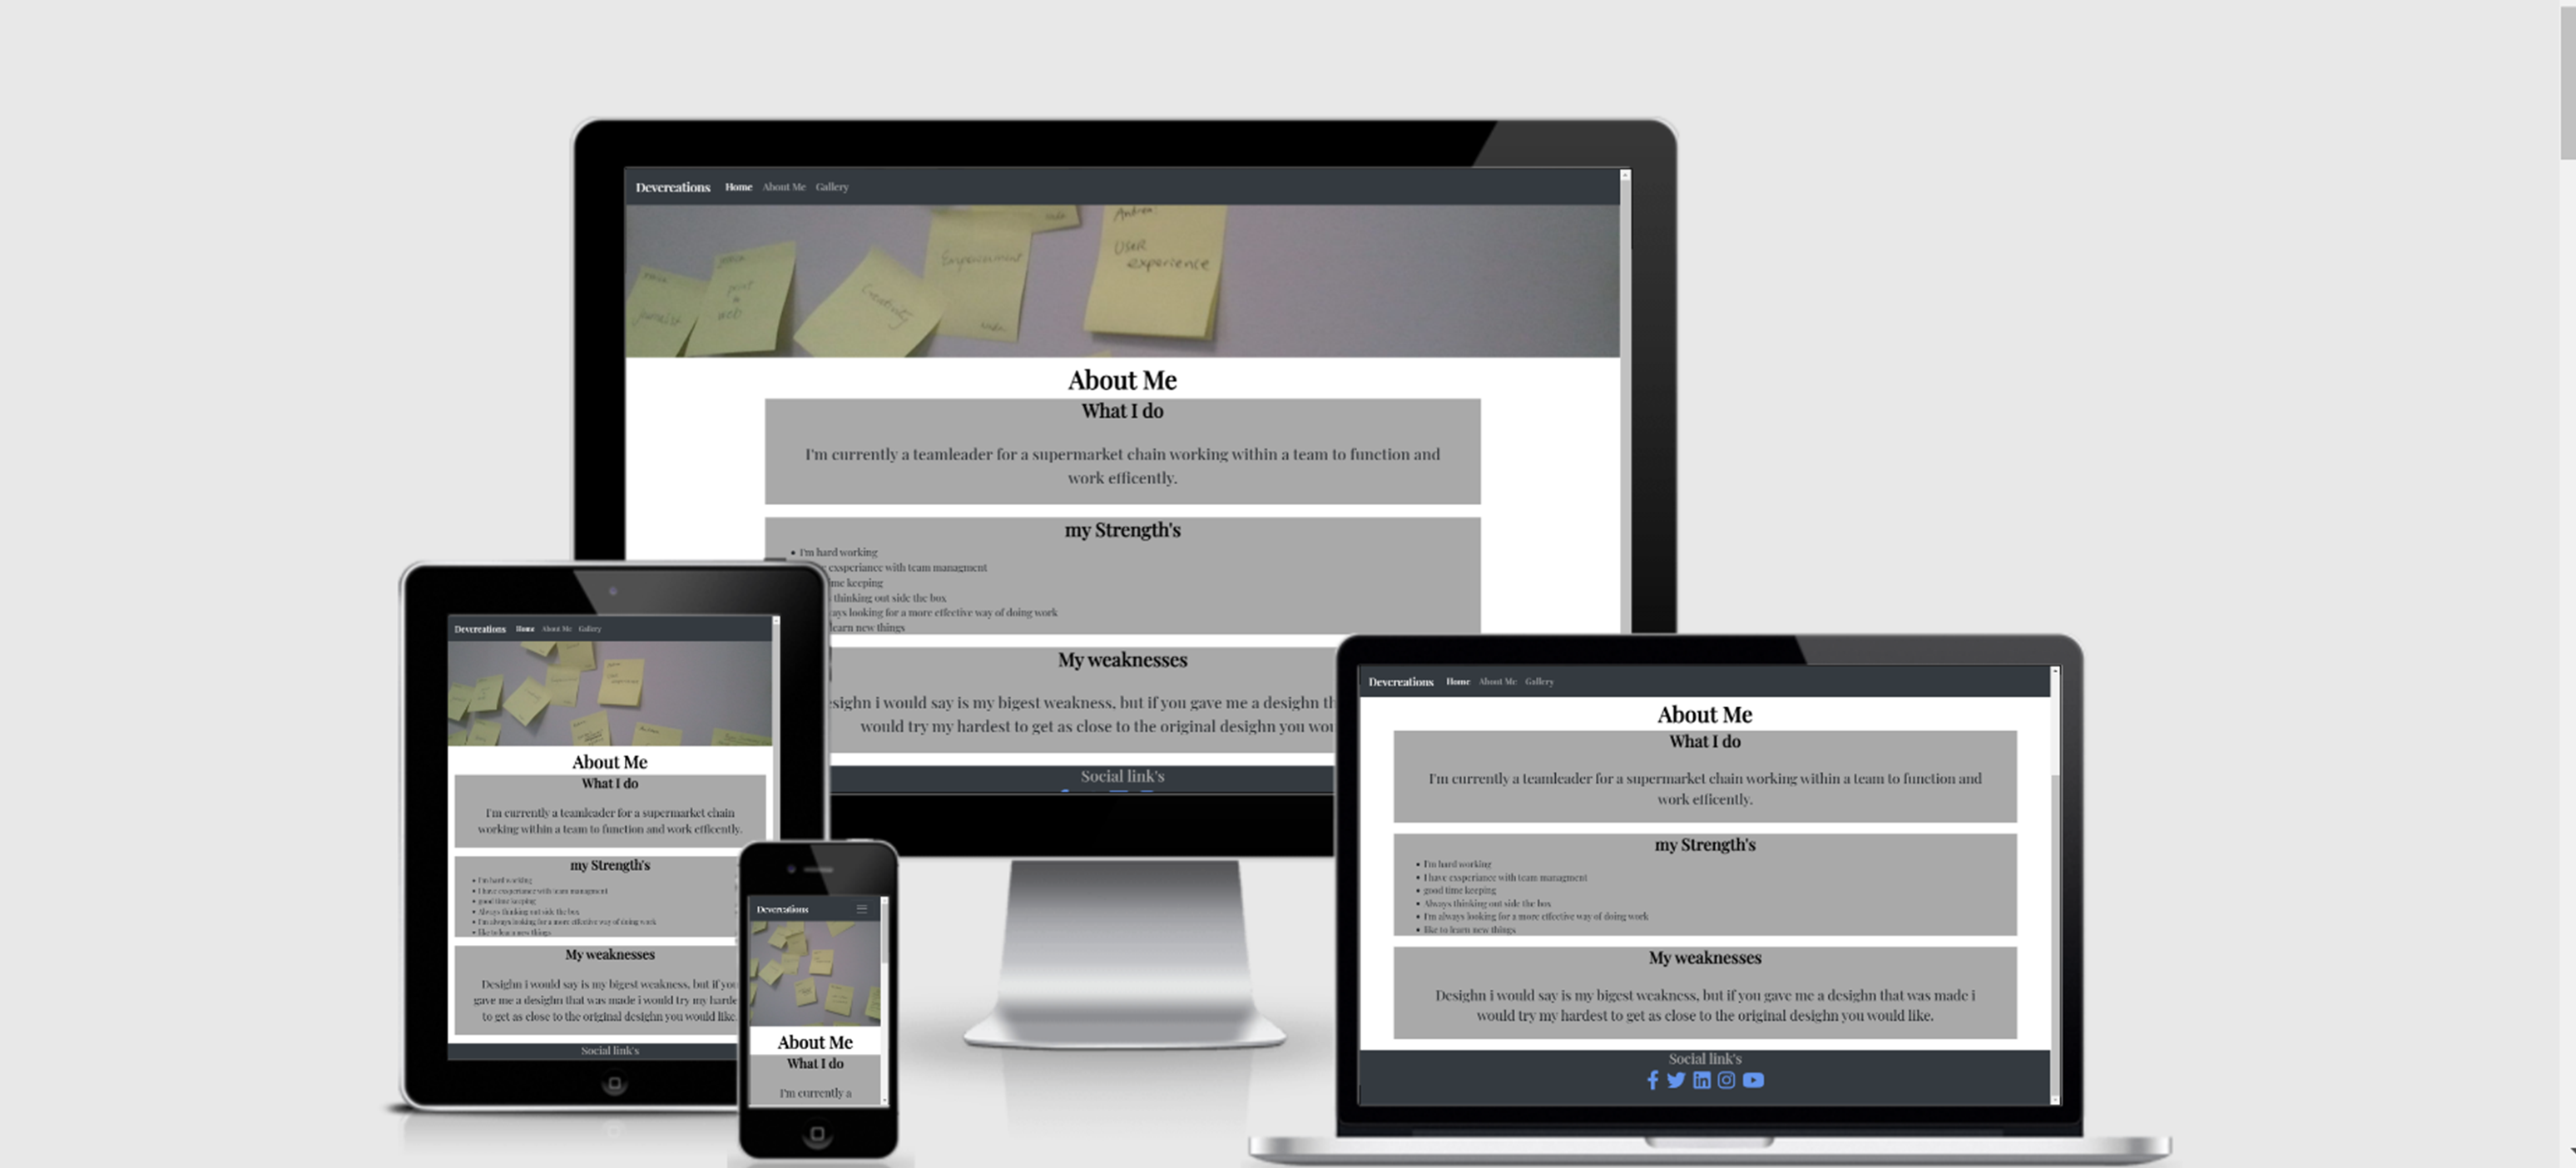 Devcreations Home About Me Gallery
Andrea:
USER
experience
Creativity
print
&
web
About Me
What I do
I'm currently a teamleader for a supermarket chain working within a team to function and
work efficently.
my Strength's
I'm hard working
exsperiance with team managment
me keeping
thinking out side the box
ays looking for a more effective way of doing work
learn new things
My weaknesses
esighn i would say is my bigest weakness, but if you gave me a desighn th
would try my hardest to get as close to the original desighn you wou
Social link's
Devcreations Home About Me Gallery
About Me
What I do
I'm currently a teamleader for a supermarket chain
working within a team to function and work efficently.
my Strength's
I'm hard working
I have exsperiance with team managment
good time keeping
Always thinking out side the box
I'm always looking for a more effective way of doing work
like to learn new things
My weaknesses
Desighn i would say is my bigest weakness, but if you
gave me a desighn that was made i would try my harde
to get as close to the original desighn you would like.
Social link's
Devcreations
About Me
What I do
I'm currently a
Devcreations Home About Me Gallery
About Me
What I do
I'm currently a teamleader for a supermarket chain working within a team to function and
work efficently.
my Strength's
I'm hard working
I have exsperiance with team managment
good time keeping
Always thinking out side the box
I'm always looking for a more effective way of doing work
like to learn new things
My weaknesses
Desighn i would say is my bigest weakness, but if you gave me a desighn that was made i
would try my hardest to get as close to the original desighn you would like.
Social link's